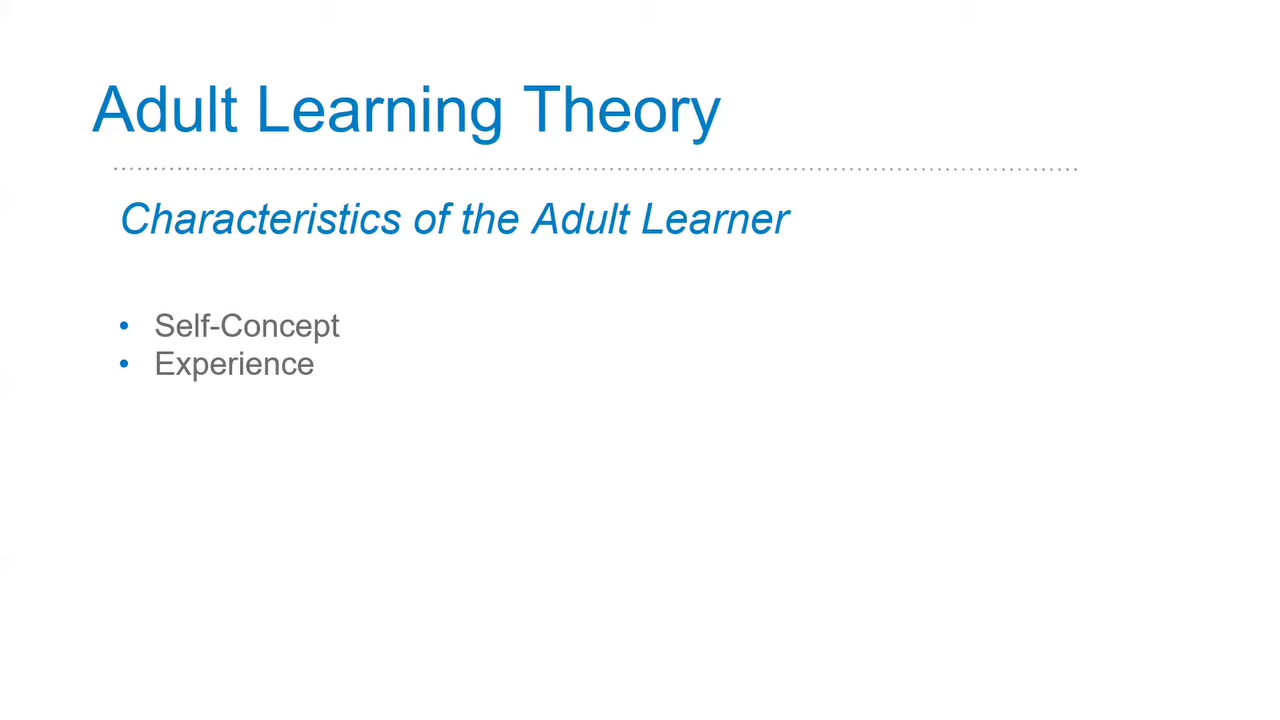 Adult Learning Theory
Characteristics of the Adult Learner
• Self-Concept
• Experience